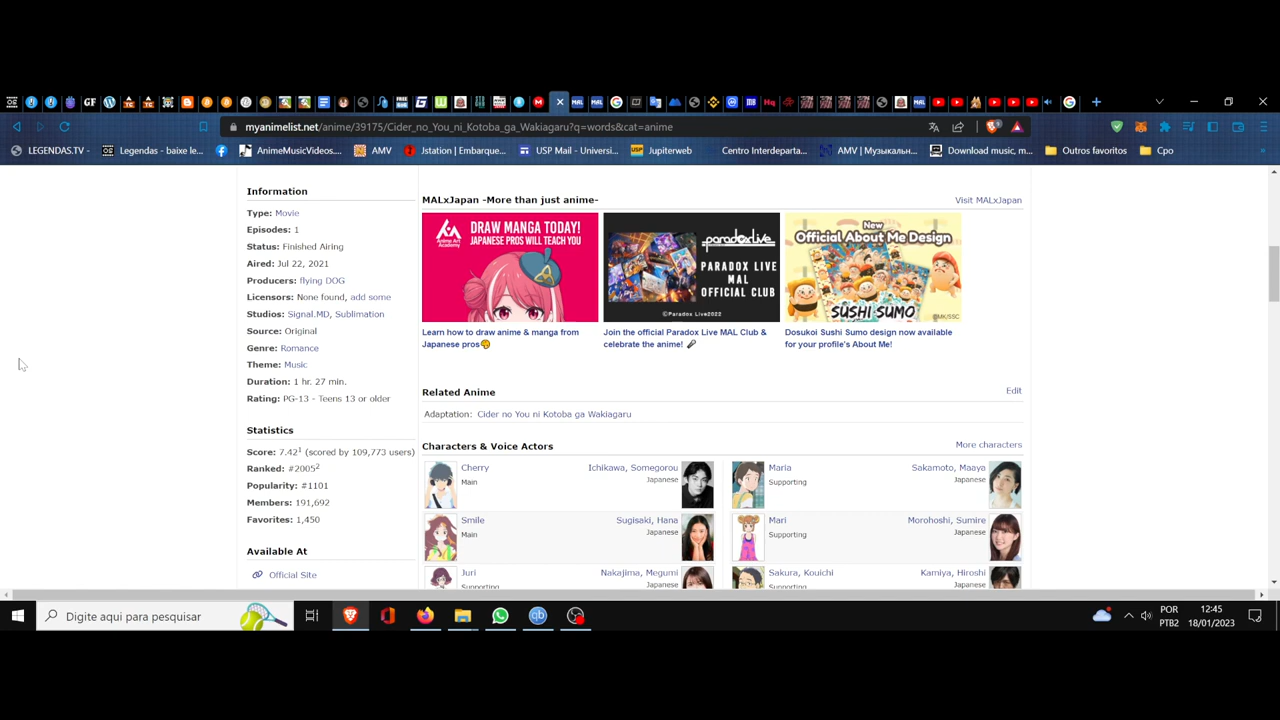 myanimelist.net/anime/39175/Cider_no_You_ni_Kotoba_ga_Wakiagaru?q=words&cat=anime
LEGENDAS.TV -
Legendas - baixe le...
AnimeMusicVideos....
AMV
Jstation | Embarque...
USP Mail - Universi...
Jupiterweb
Centro Interdeparta...
AMV | Музыкальн...
Download music, m...
Outros favoritos
Cpo
Information
Type: Movie
Episodes: 1
Status: Finished Airing
Aired: Jul 22, 2021
Producers: flying DOG
Licensors: None found, add some
Studios: Signal.MD, Sublimation
Source: Original
Genre: Romance
Theme: Music
Duration: 1 hr. 27 min.
Rating: PG-13 - Teens 13 or older
Statistics
Score: 7.42¹ (scored by 109,773 users)
Ranked: #2005²
Popularity: #1101
Members: 191,692
Favorites: 1,450
Available At
Official Site
MALxJapan -More than just anime-
Visit MALxJapan
Anime Art Academy
DRAW MANGA TODAY!
JAPANESE PROS WILL TEACH YOU
paradoxlive
PARADOX LIVE
MAL
OFFICIAL CLUB
©Paradox Live2022
New
Official About Me Design
SUSHI SUMO
©MK/SSC
Learn how to draw anime & manga from
Japanese pros
Join the official Paradox Live MAL Club &
celebrate the anime!
Dosukoi Sushi Sumo design now available
for your profile's About Me!
Related Anime
Edit
Adaptation: Cider no You ni Kotoba ga Wakiagaru
Characters & Voice Actors
More characters
Cherry
Main
Ichikawa, Somegorou
Japanese
Maria
Supporting
Sakamoto, Maaya
Japanese
Smile
Main
Sugisaki, Hana
Japanese
Mari
Supporting
Morohoshi, Sumire
Japanese
Juri
Supporting
Nakajima, Megumi
Japanese
Sakura, Kouichi
Supporting
Kamiya, Hiroshi
Japanese
Digite aqui para pesquisar
POR
PTB2
12:45
18/01/2023